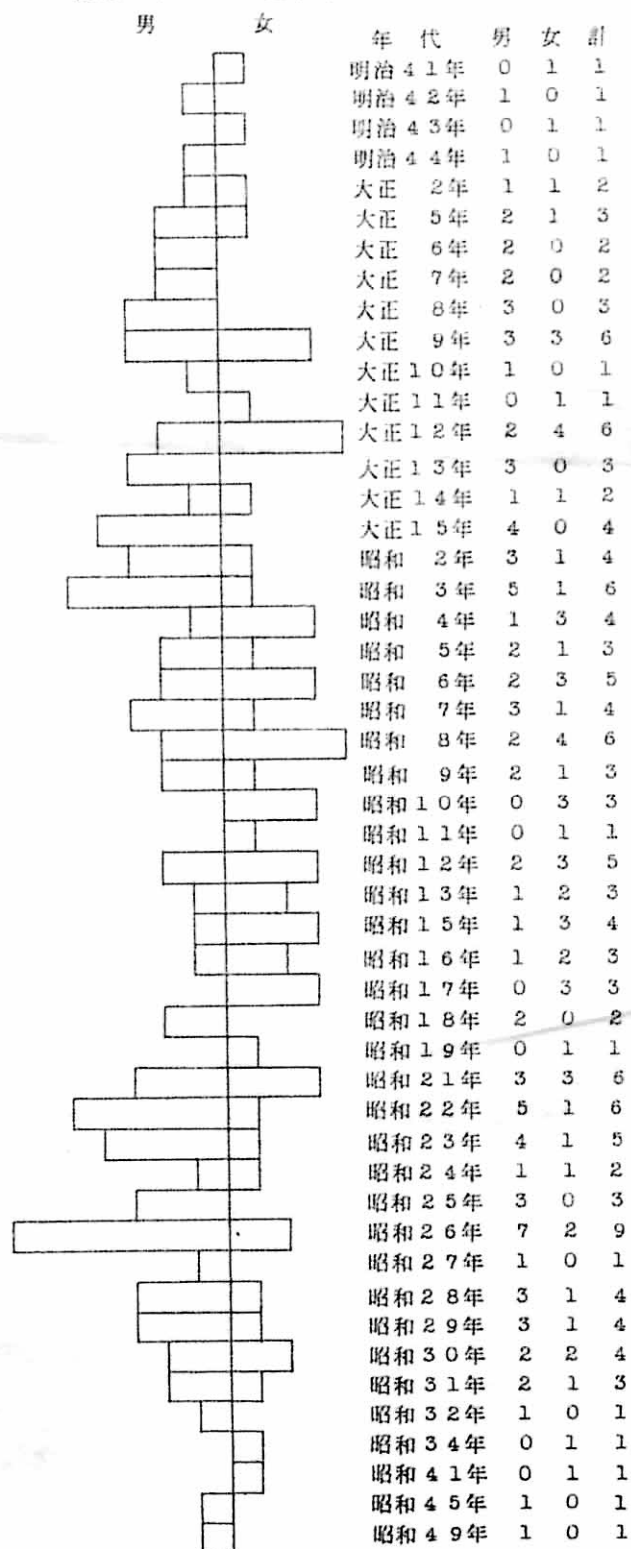 男 女
年 代 男 女 計
明治41年 0 1 1
明治42年 1 0 1
明治43年 0 1 1
明治44年 1 0 1
大正 2年 1 1 2
大正 5年 2 1 3
大正 6年 2 0 2
大正 7年 2 0 2
大正 8年 3 0 3
大正 9年 3 3 6
大正10年 1 0 1
大正11年 0 1 1
大正12年 2 4 6
大正13年 3 0 3
大正14年 1 1 2
大正15年 4 0 4
昭和 2年 3 1 4
昭和 3年 5 1 6
昭和 4年 1 3 4
昭和 5年 2 1 3
昭和 6年 2 3 5
昭和 7年 3 1 4
昭和 8年 2 4 6
昭和 9年 2 1 3
昭和10年 0 3 3
昭和11年 0 1 1
昭和12年 2 3 5
昭和13年 1 2 3
昭和15年 1 3 4
昭和16年 1 2 3
昭和17年 0 3 3
昭和18年 2 0 2
昭和19年 0 1 1
昭和21年 3 3 6
昭和22年 5 1 6
昭和23年 4 1 5
昭和24年 1 1 2
昭和25年 3 0 3
昭和26年 7 2 9
昭和27年 1 0 1
昭和28年 3 1 4
昭和29年 3 1 4
昭和30年 2 2 4
昭和31年 2 1 3
昭和32年 1 0 1
昭和34年 0 1 1
昭和41年 0 1 1
昭和45年 1 0 1
昭和49年 1 0 1